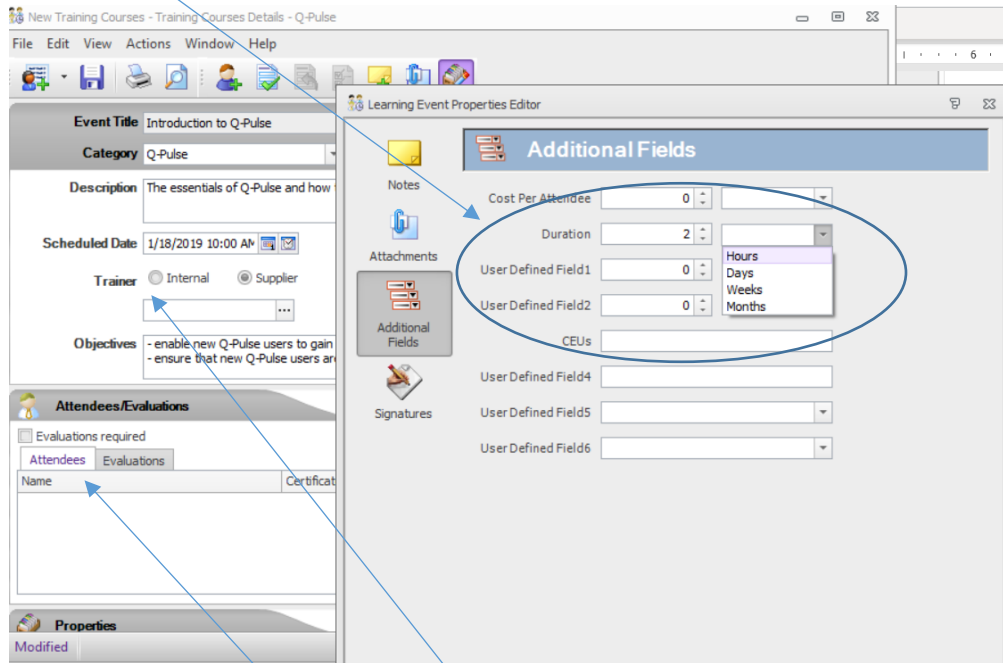 New Training Courses - Training Courses Details - Q-Pulse
File Edit View Actions Window Help
6
Event Title Introduction to Q-Pulse
Category Q-Pulse
Description The essentials of Q-Pulse and how
Scheduled Date 1/18/2019 10:00 AM
Trainer Internal Supplier
...
Objectives - enable new Q-Pulse users to gain
- ensure that new Q-Pulse users are
Attendees/Evaluations
Evaluations required
Attendees Evaluations
Name Certificat
Properties
Modified
Learning Event Properties Editor
Notes
Attachments
Additional
Fields
Signatures
Additional Fields
Cost Per Attendee 0
Duration 2
Hours
Days
Weeks
Months
User Defined Field1 0
User Defined Field2 0
CEUs
User Defined Field4
User Defined Field5
User Defined Field6